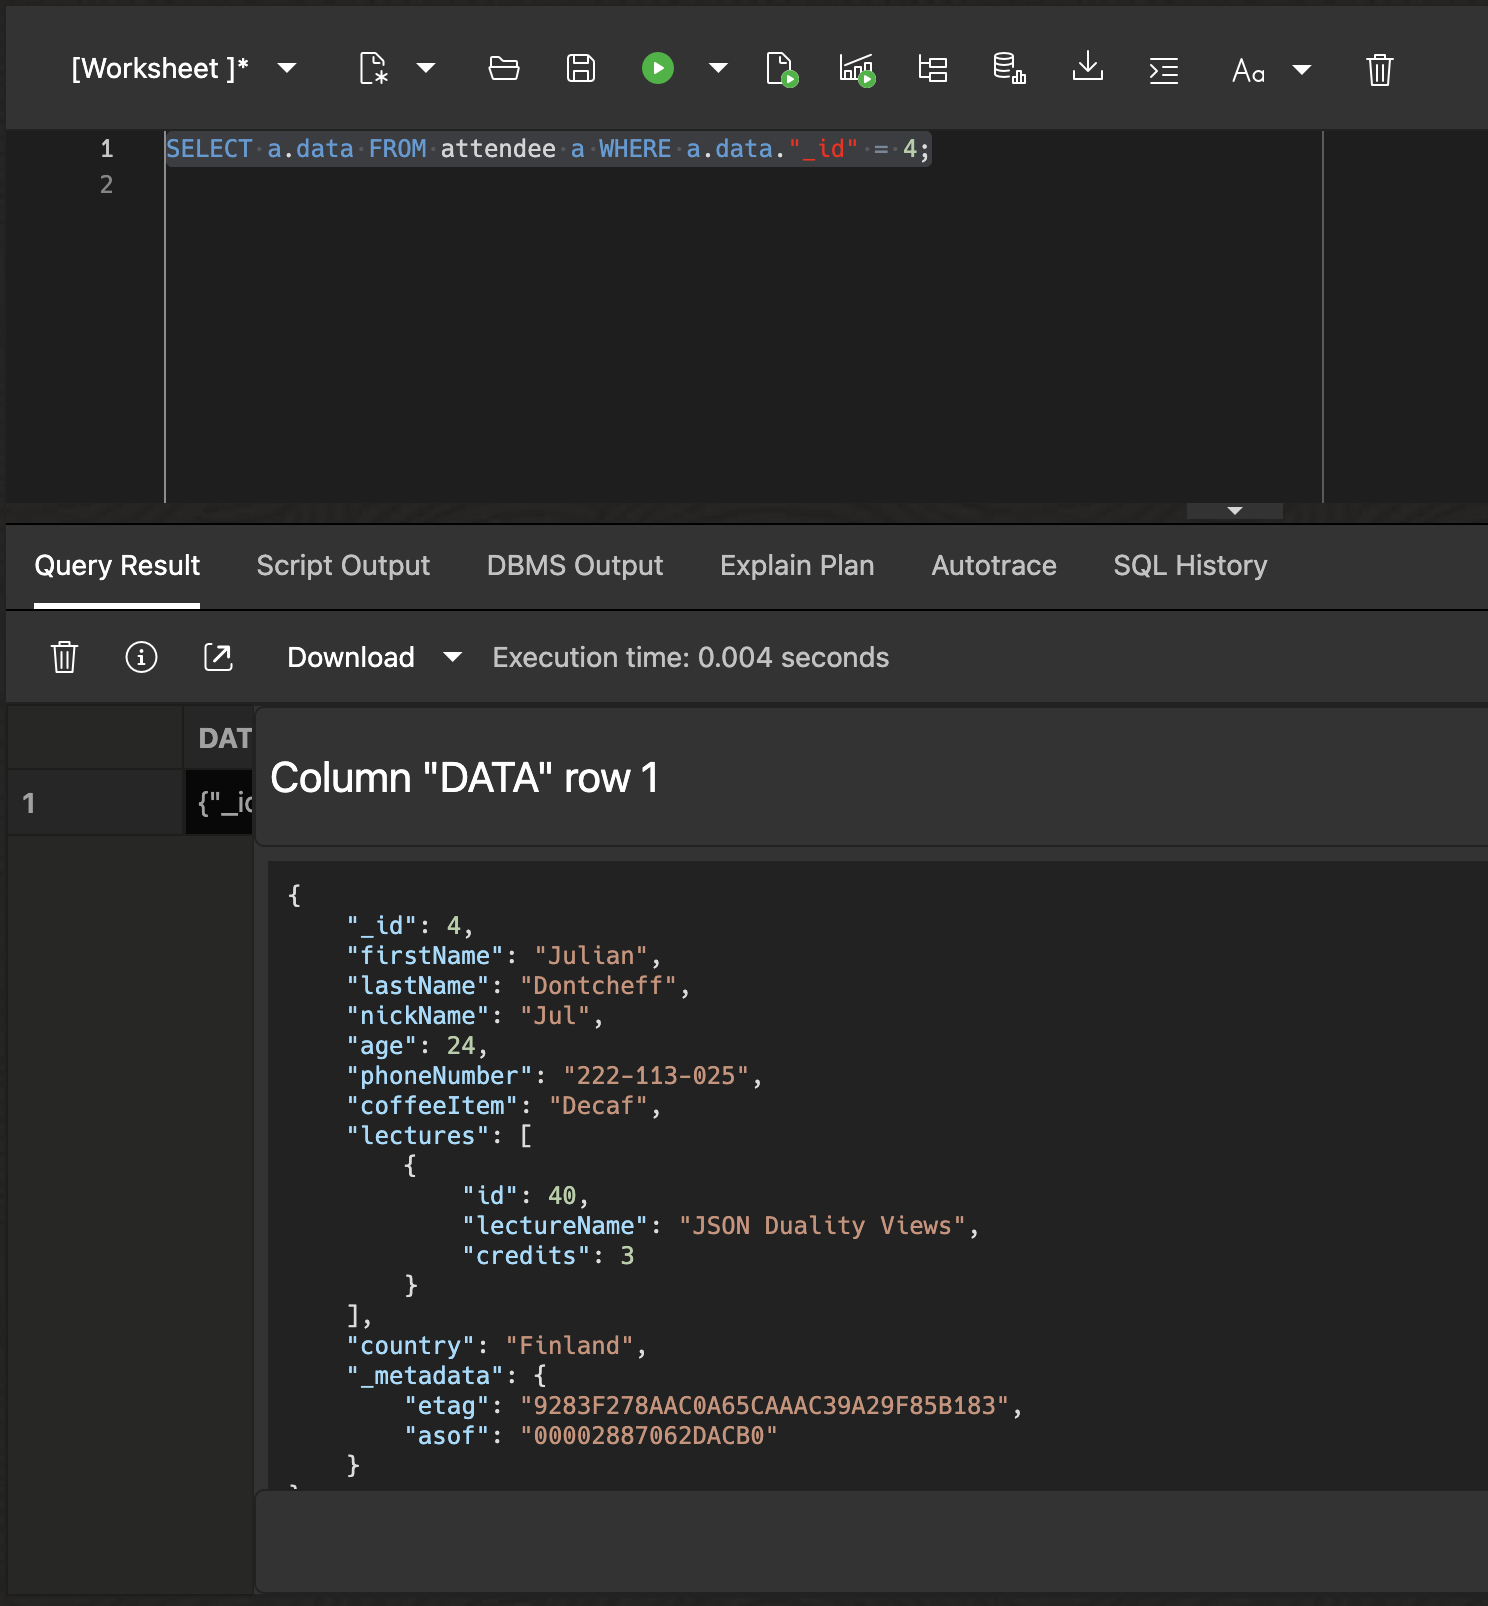 [Worksheet ]*
Aa
1 SELECT a.data FROM attendee a WHERE a.data."_id" = 4;
2
Query Result Script Output DBMS Output Explain Plan Autotrace SQL History
Download Execution time: 0.004 seconds
DAT
Column "DATA" row 1
1 {"_id
{
"_id": 4,
"firstName": "Julian",
"lastName": "Dontcheff",
"nickName": "Jul",
"age": 24,
"phoneNumber": "222-113-025",
"coffeeItem": "Decaf",
"lectures": [
{
"id": 40,
"lectureName": "JSON Duality Views",
"credits": 3
}
],
"country": "Finland",
"_metadata": {
"etag": "9283F278AAC0A65CAAAC39A29F85B183",
"asof": "00002887062DACB0"
}
}